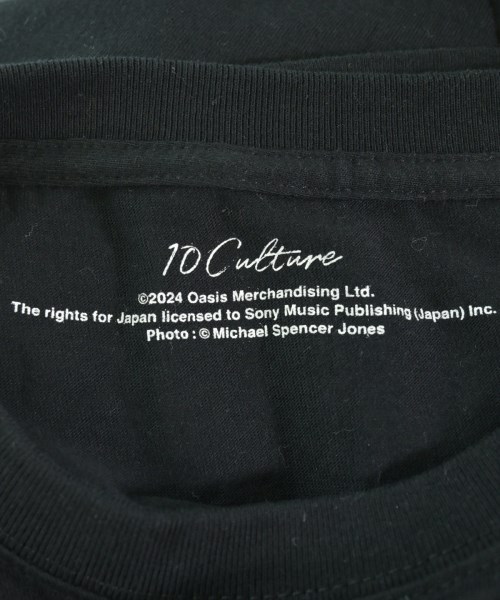 10 Culture
©2024 Oasis Merchandising Ltd.
The rights for Japan licensed to Sony Music Publishing (Japan) Inc.
Photo : © Michael Spencer Jones